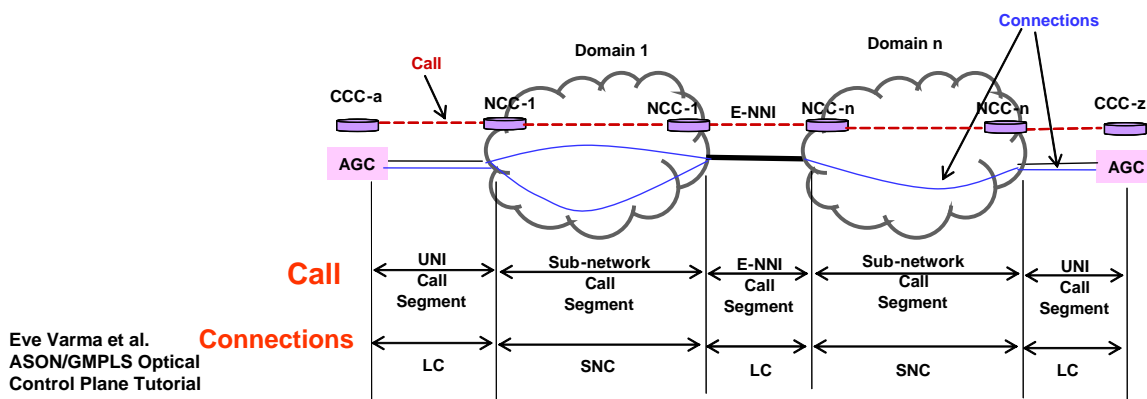 Connections
Domain 1
Domain n
Call
CCC-a
NCC-1
NCC-1
E-NNI
NCC-n
NCC-n
CCC-z
AGC
AGC
Call
UNI
Call
Segment
Sub-network
Call
Segment
E-NNI
Call
Segment
Sub-network
Call
Segment
UNI
Call
Segment
Connections
LC
SNC
LC
SNC
LC
Eve Varma et al.
ASON/GMPLS Optical
Control Plane Tutorial